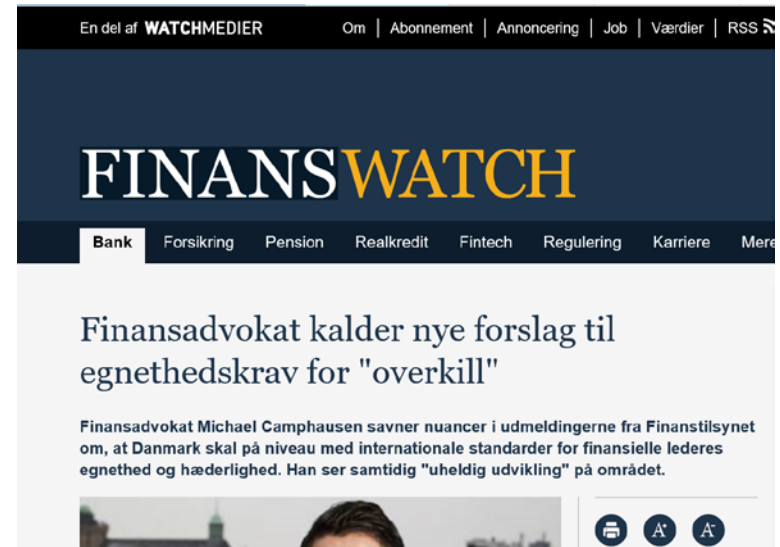 En del af WATCHMEDIER Om | Abonnement | Annoncering | Job | Værdier | RSS
FINANSWATCH
Bank Forsikring Pension Realkredit Fintech Regulering Karriere Mere
Finansadvokat kalder nye forslag til
egnethedskrav for "overkill"
Finansadvokat Michael Camphausen savner nuancer i udmeldingerne fra Finanstilsynet
om, at Danmark skal på niveau med internationale standarder for finansielle lederes
egnethed og hæderlighed. Han ser samtidig "uheldig udvikling" på området.
A+ A-